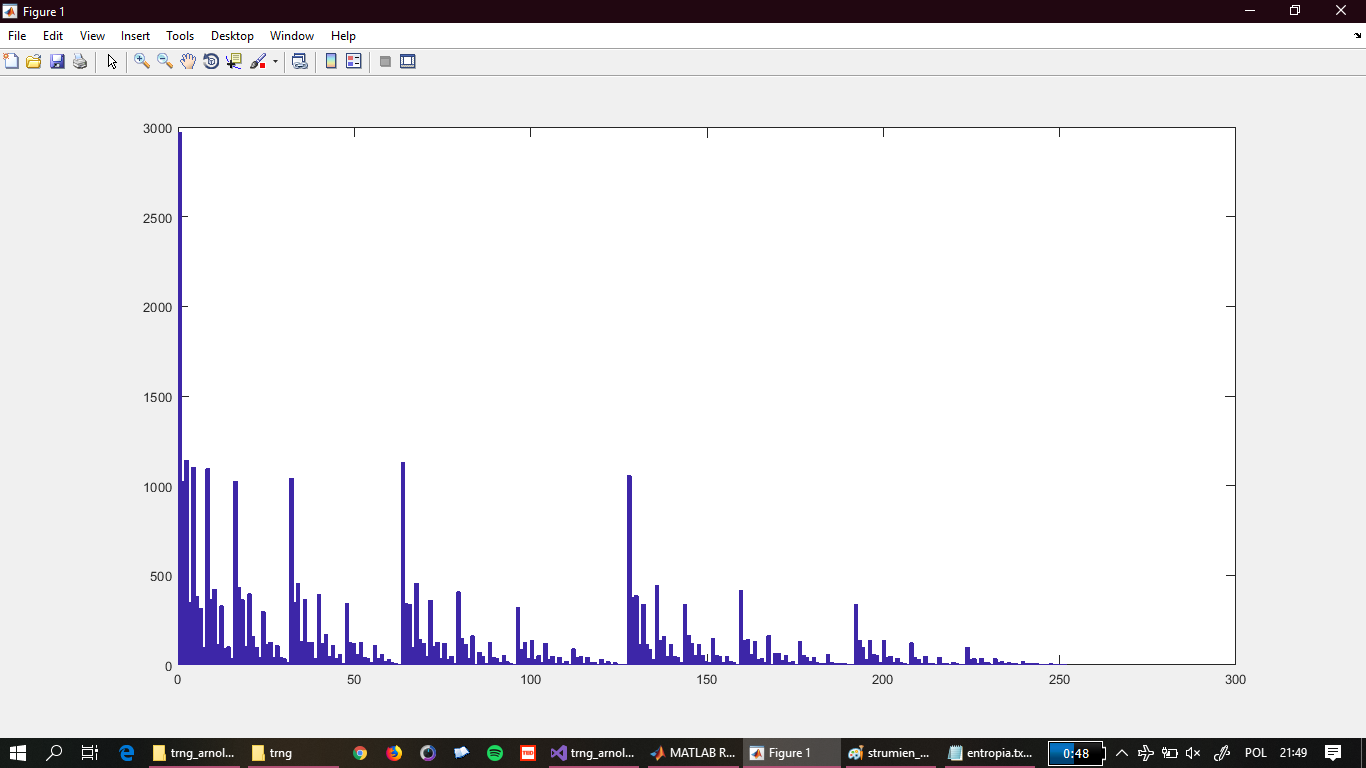 Figure 1
File Edit View Insert Tools Desktop Window Help
3000
2500
2000
1500
1000
500
0
0 50 100 150 200 250 300
trng_arnol... trng TED trng_arnol... MATLAB R... Figure 1 strumien_... entropia.tx... 0:48 POL 21:49